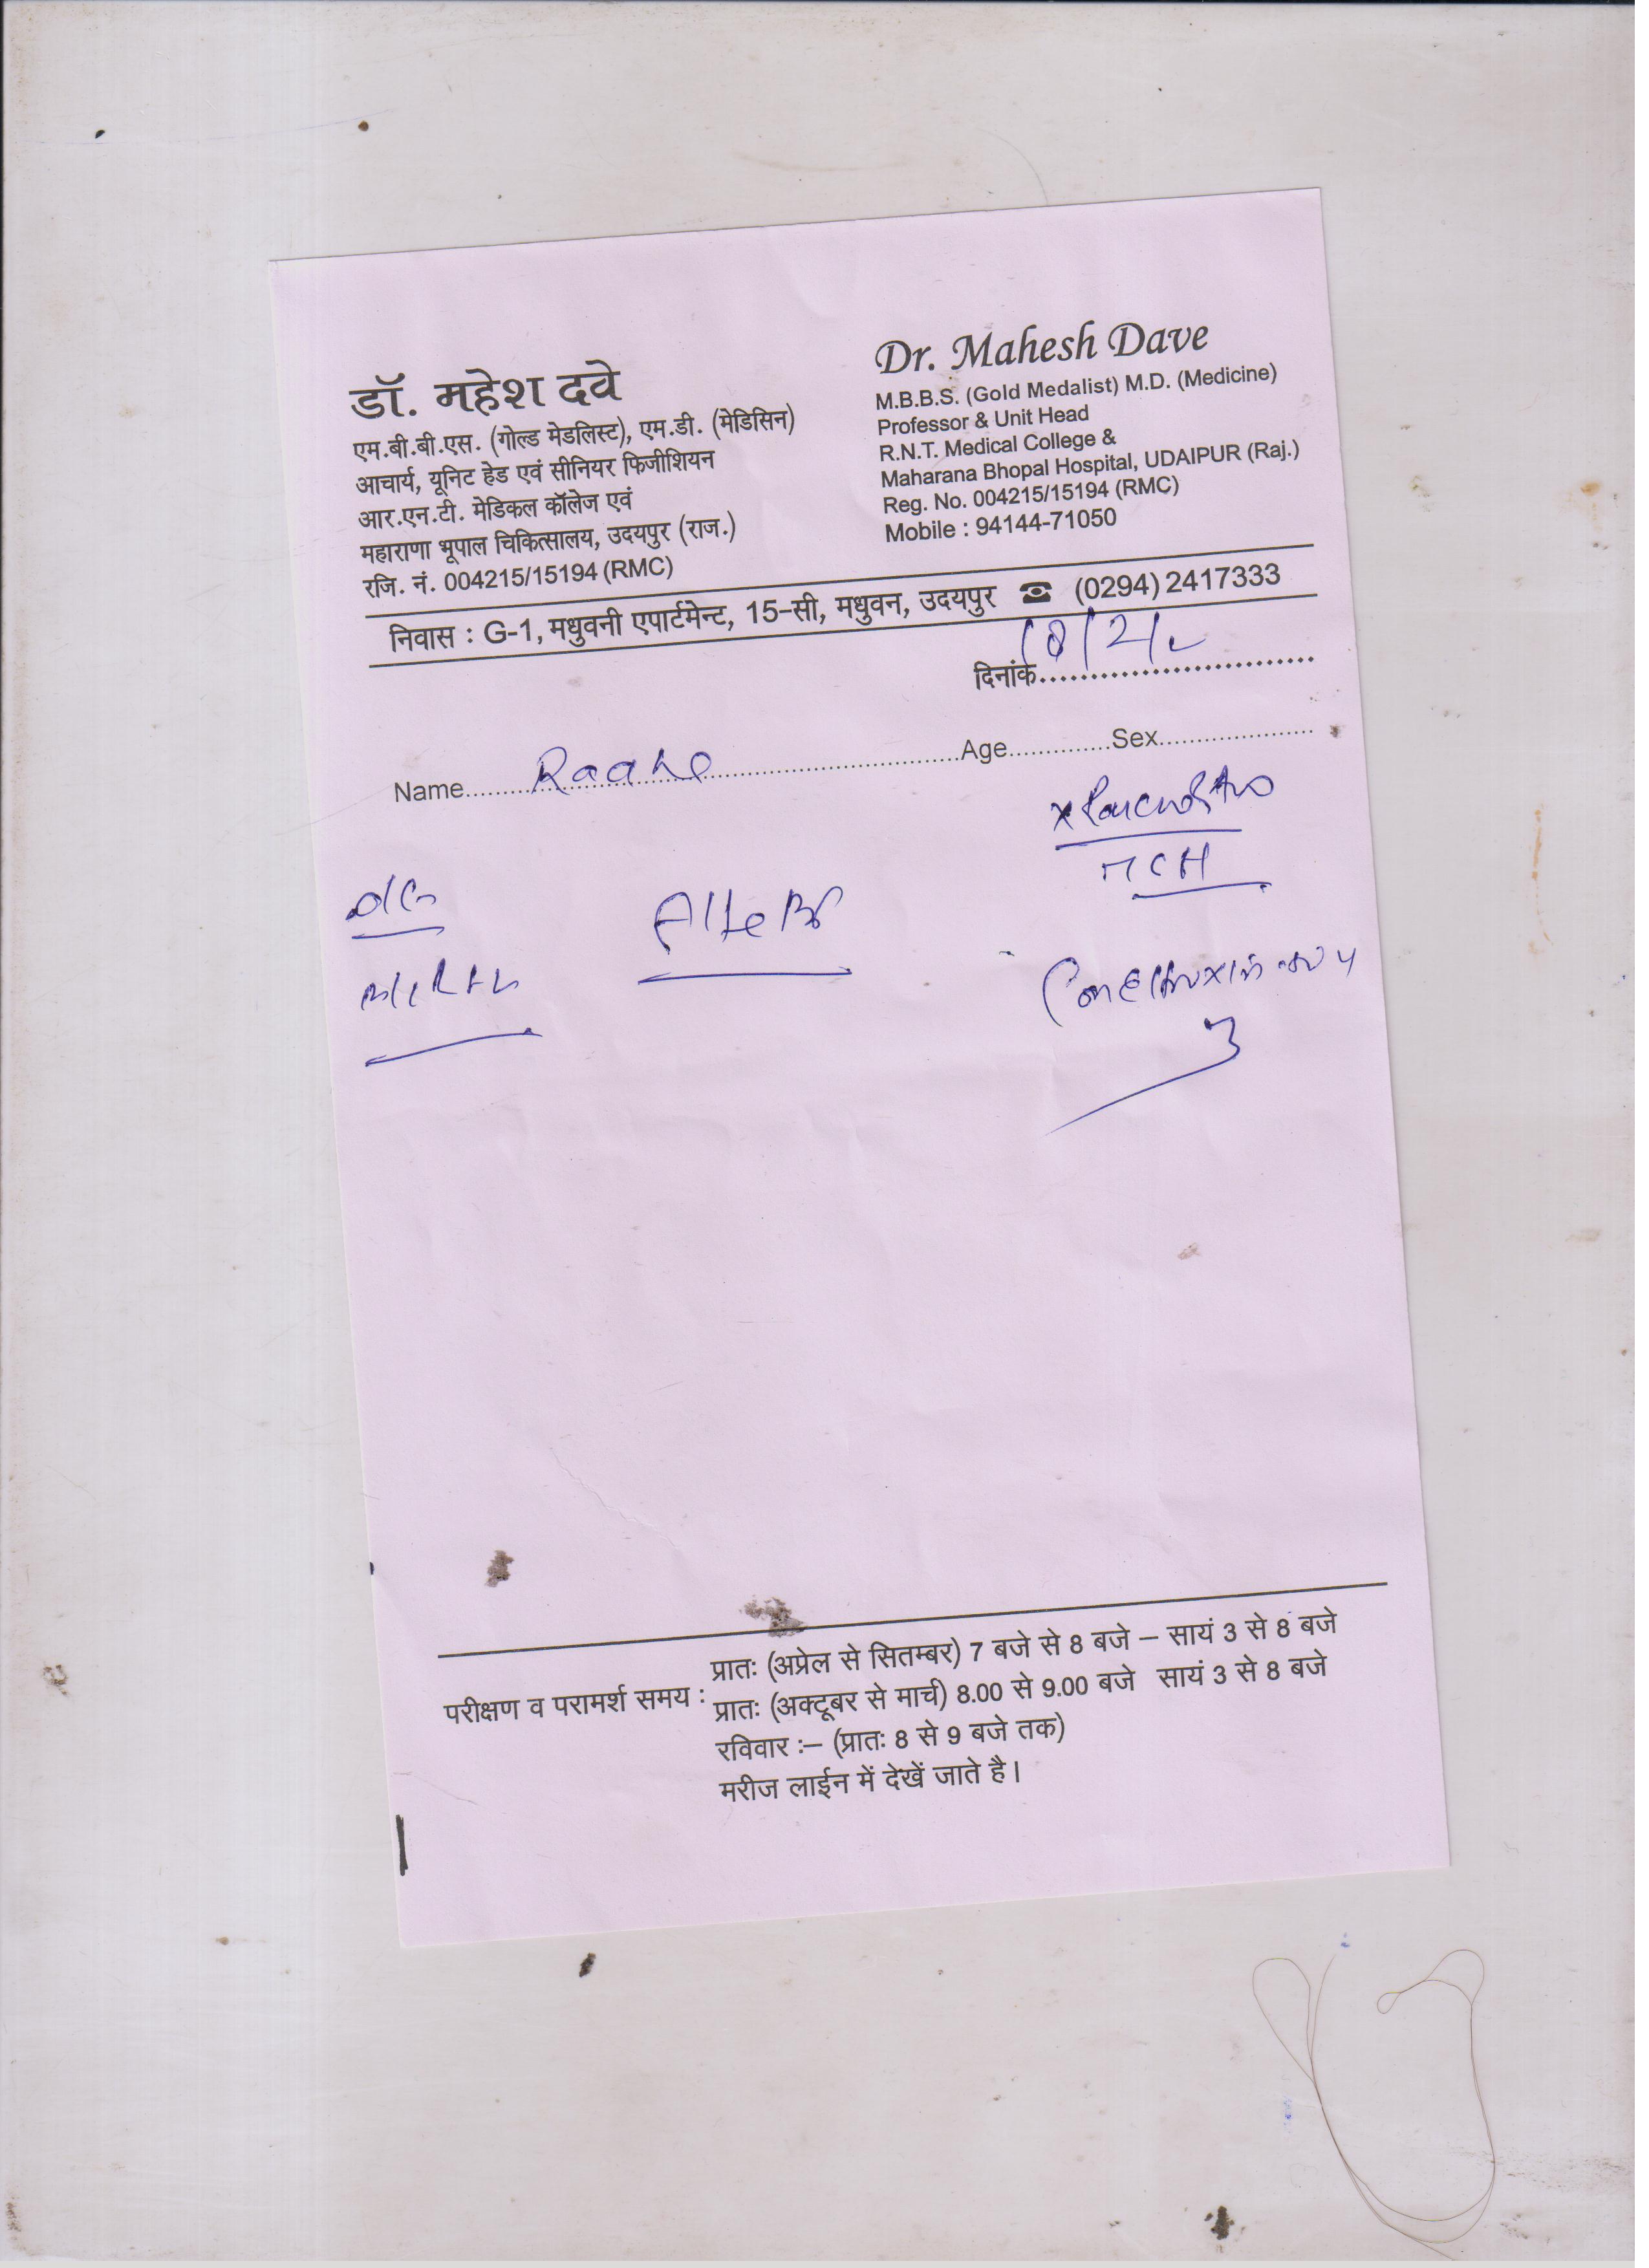 डॉ. महेश दवे
एम.बी.बी.एस. (गोल्ड मेडलिस्ट), एम.डी. (मेडिसिन)
आचार्य, यूनिट हेड एवं सीनियर फिजीशियन
आर.एन.टी. मेडिकल कॉलेज एवं
महाराणा भूपाल चिकित्सालय, उदयपुर (राज.)
रजि. नं. 004215/15194 (RMC)
Dr. Mahesh Dave
M.B.B.S. (Gold Medalist) M.D. (Medicine)
Professor & Unit Head
R.N.T. Medical College &
Maharana Bhopal Hospital, UDAIPUR (Raj.)
Reg. No. 004215/15194 (RMC)
Mobile : 94144-71050
निवास : G-1, मधुवनी एपार्टमेन्ट, 15-सी, मधुवन, उदयपुर ☎ (0294) 2417333
दिनांक
Name Age Sex
परीक्षण व परामर्श समय :
प्रातः (अप्रेल से सितम्बर) 7 बजे से 8 बजे – सायं 3 से 8 बजे
प्रातः (अक्टूबर से मार्च) 8.00 से 9.00 बजे सायं 3 से 8 बजे
रविवार :– (प्रातः 8 से 9 बजे तक)
मरीज लाईन में देखें जाते है।